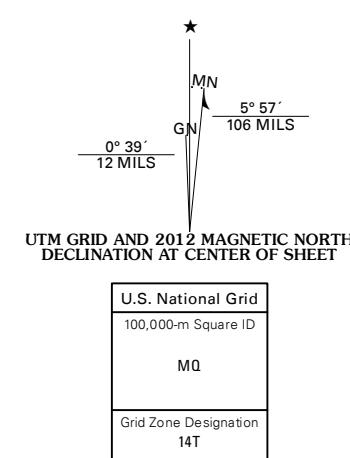 ★
MN
GN
5° 57´
106 MILS
0° 39´
12 MILS
UTM GRID AND 2012 MAGNETIC NORTH
DECLINATION AT CENTER OF SHEET
U.S. National Grid
100,000-m Square ID
MQ
Grid Zone Designation
14T